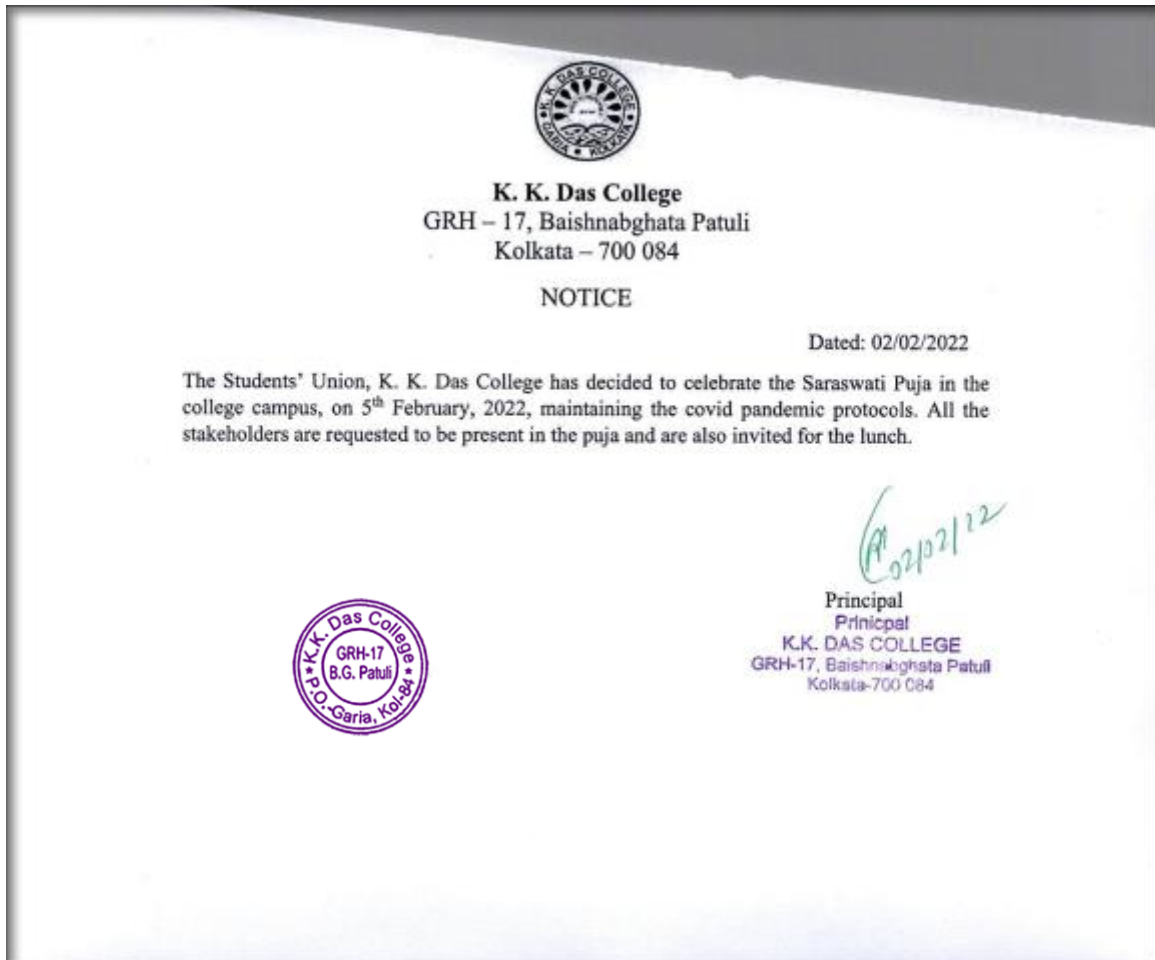 K. K. DAS COLLEGE
GARIA • KOLKATA
K. K. Das College
GRH – 17, Baishnabghata Patuli
Kolkata – 700 084
NOTICE
Dated: 02/02/2022
The Students’ Union, K. K. Das College has decided to celebrate the Saraswati Puja in the
college campus, on 5th February, 2022, maintaining the covid pandemic protocols. All the
stakeholders are requested to be present in the puja and are also invited for the lunch.
02/02/22
Principal
Prinicpal
K.K. DAS COLLEGE
GRH-17, Baishnabghata Patuli
Kolkata-700 084
K.K. Das College
GRH-17
B.G. Patuli
P.O.-Garia, Kol-84